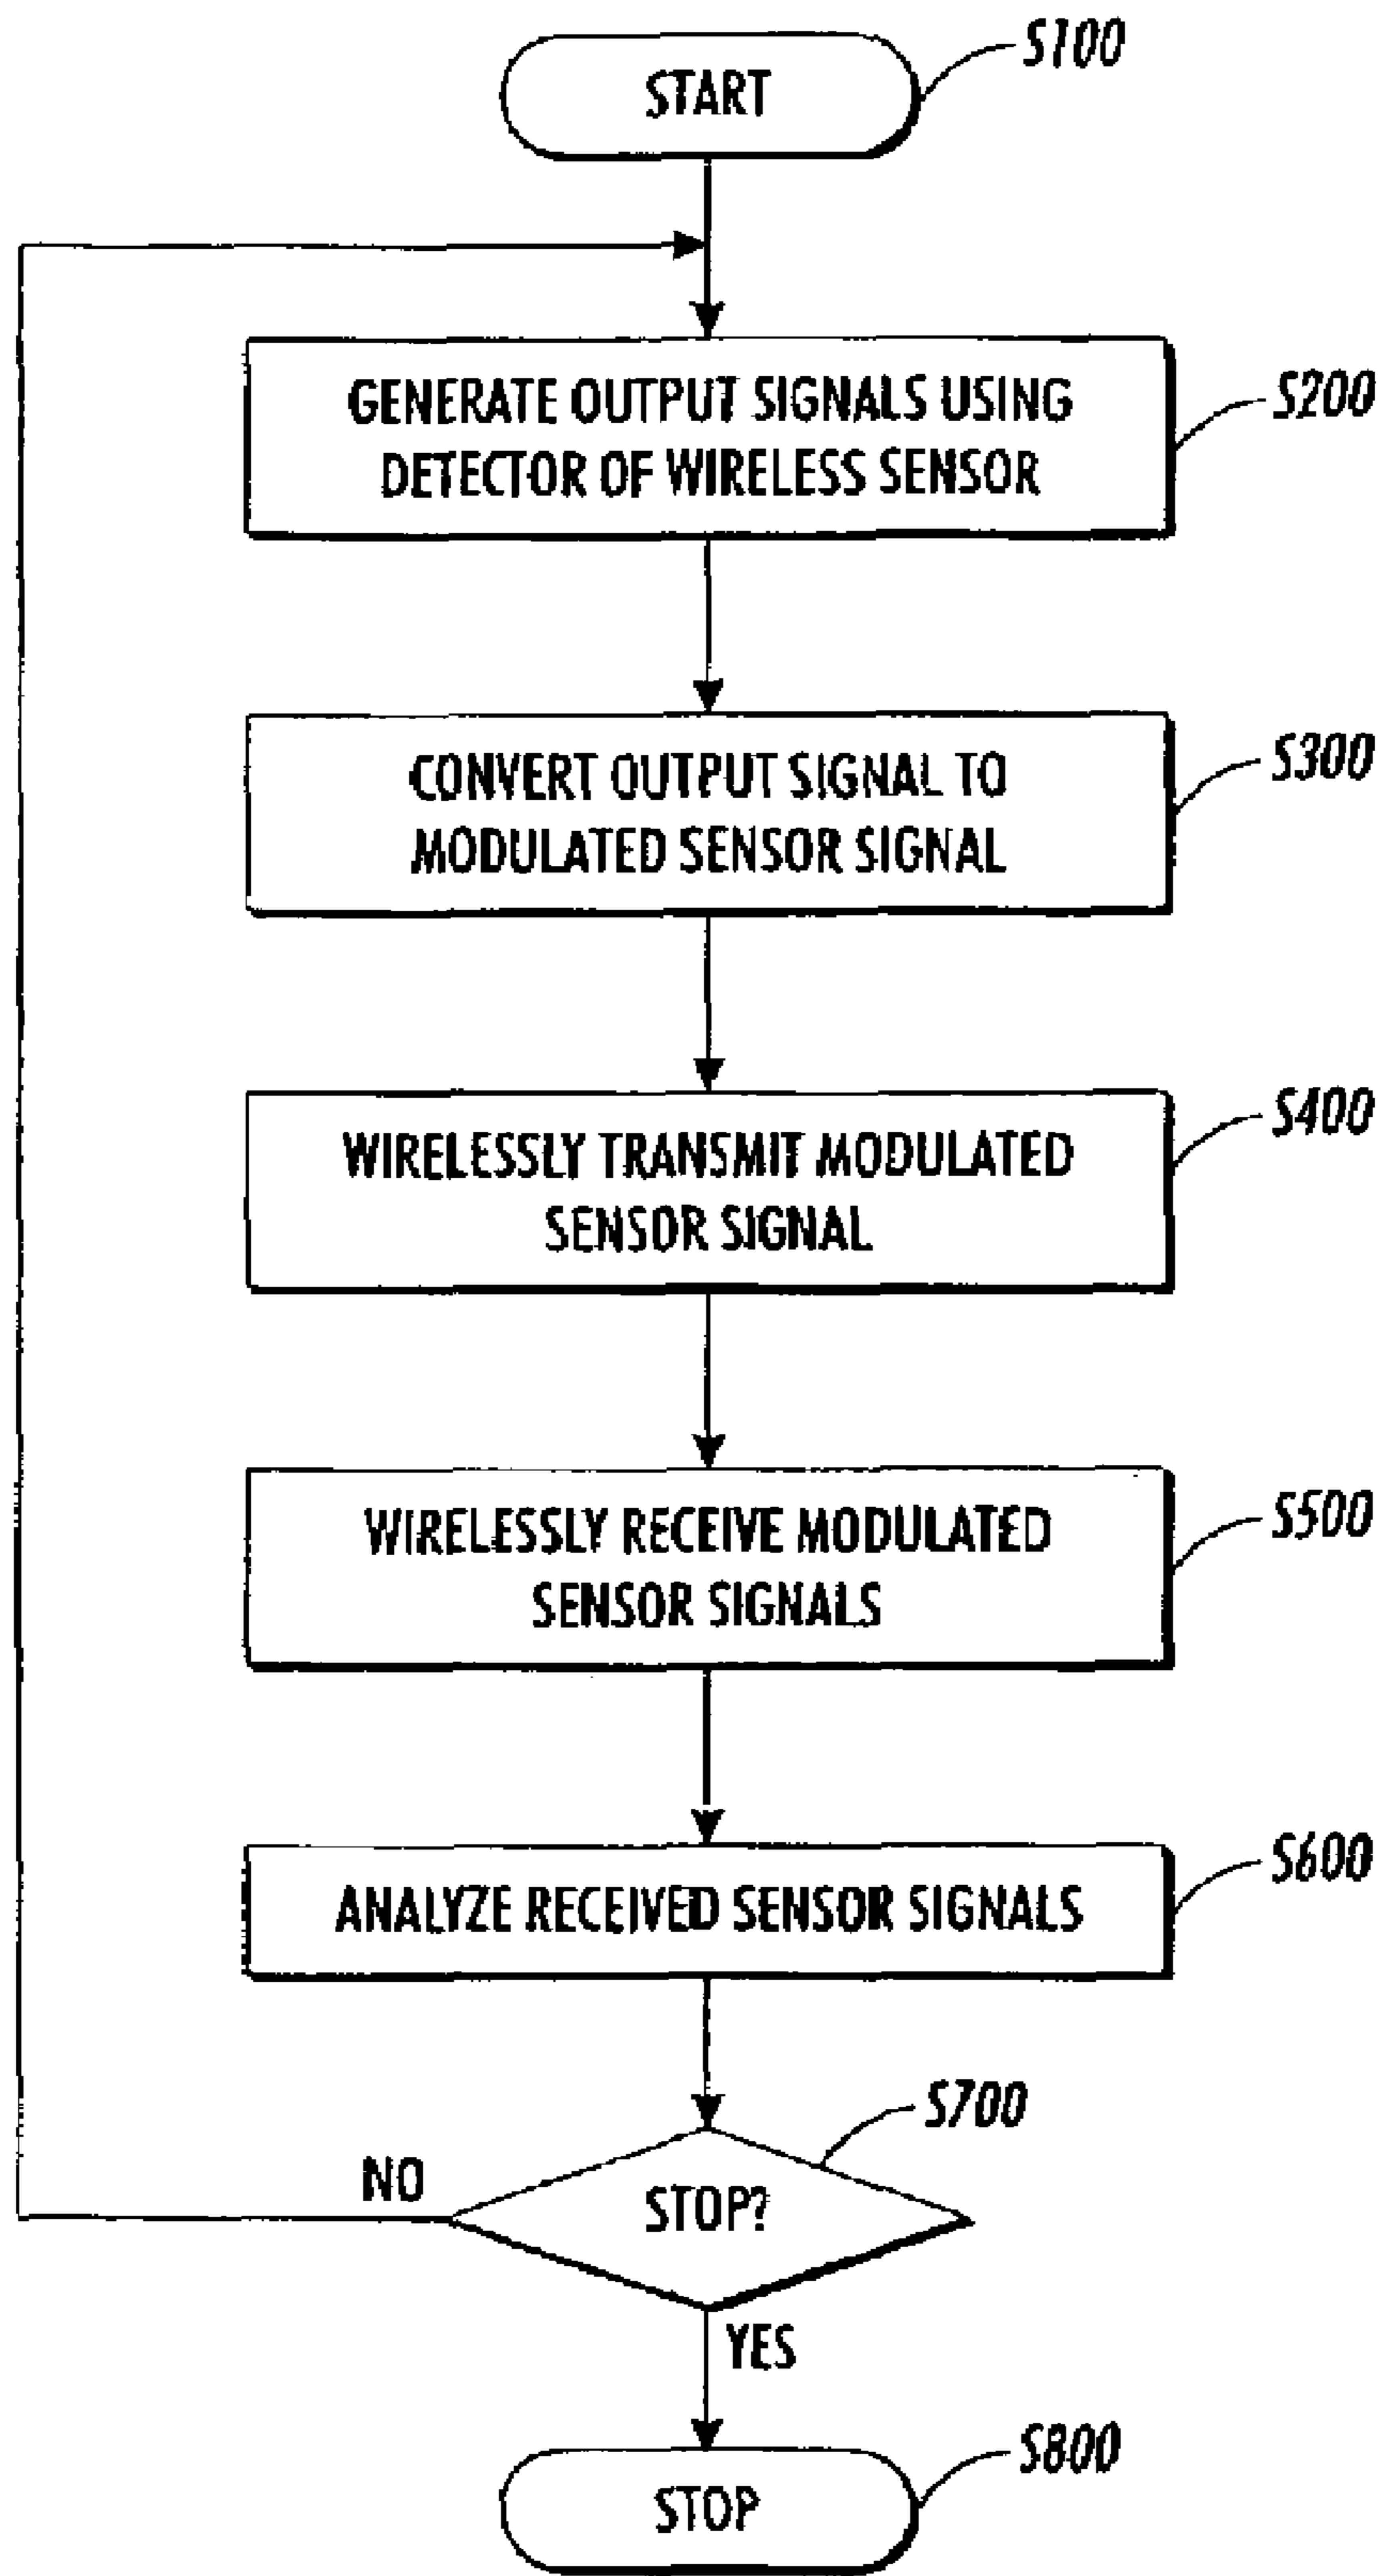 START
S100
GENERATE OUTPUT SIGNALS USING
DETECTOR OF WIRELESS SENSOR
S200
CONVERT OUTPUT SIGNAL TO
MODULATED SENSOR SIGNAL
S300
WIRELESSLY TRANSMIT MODULATED
SENSOR SIGNAL
S400
WIRELESSLY RECEIVE MODULATED
SENSOR SIGNALS
S500
ANALYZE RECEIVED SENSOR SIGNALS
S600
STOP?
S700
NO
YES
STOP
S800